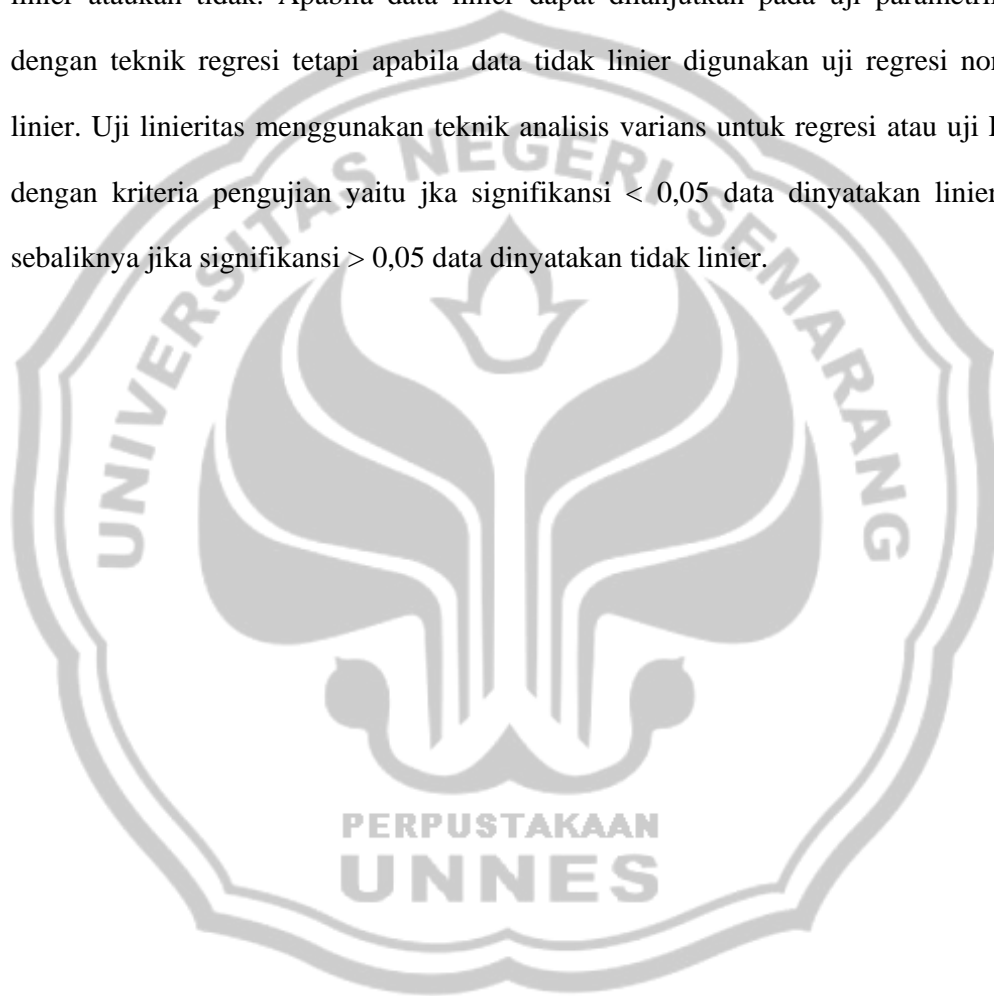 linier ataukan tidak. Apabila data linier dapat dilanjutkan pada uji parametrik
dengan teknik regresi tetapi apabila data tidak linier digunakan uji regresi non
linier. Uji linieritas menggunakan teknik analisis varians untuk regresi atau uji F
dengan kriteria pengujian yaitu jka signifikansi < 0,05 data dinyatakan linier
sebaliknya jika signifikansi > 0,05 data dinyatakan tidak linier.
UNIVERSITAS NEGERI SEMARANG
PERPUSTAKAAN
UNNES